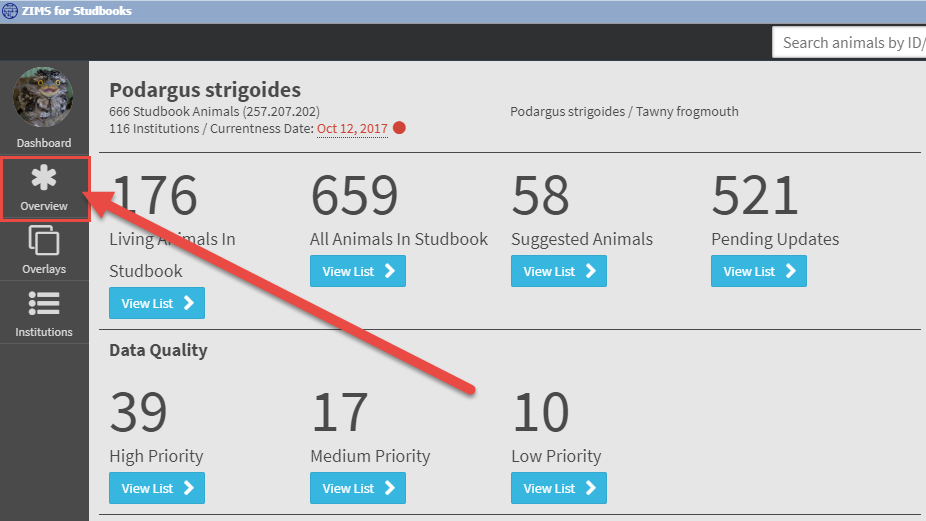 ZIMS for Studbooks
Search animals by ID/
Dashboard
Overview
Overlays
Institutions
Podargus strigoides
666 Studbook Animals (257.207.202)
Podargus strigoides / Tawny frogmouth
116 Institutions / Currentness Date: Oct 12, 2017
176
Living Animals In
Studbook
View List
659
All Animals In Studbook
View List
58
Suggested Animals
View List
521
Pending Updates
View List
Data Quality
39
High Priority
View List
17
Medium Priority
View List
10
Low Priority
View List